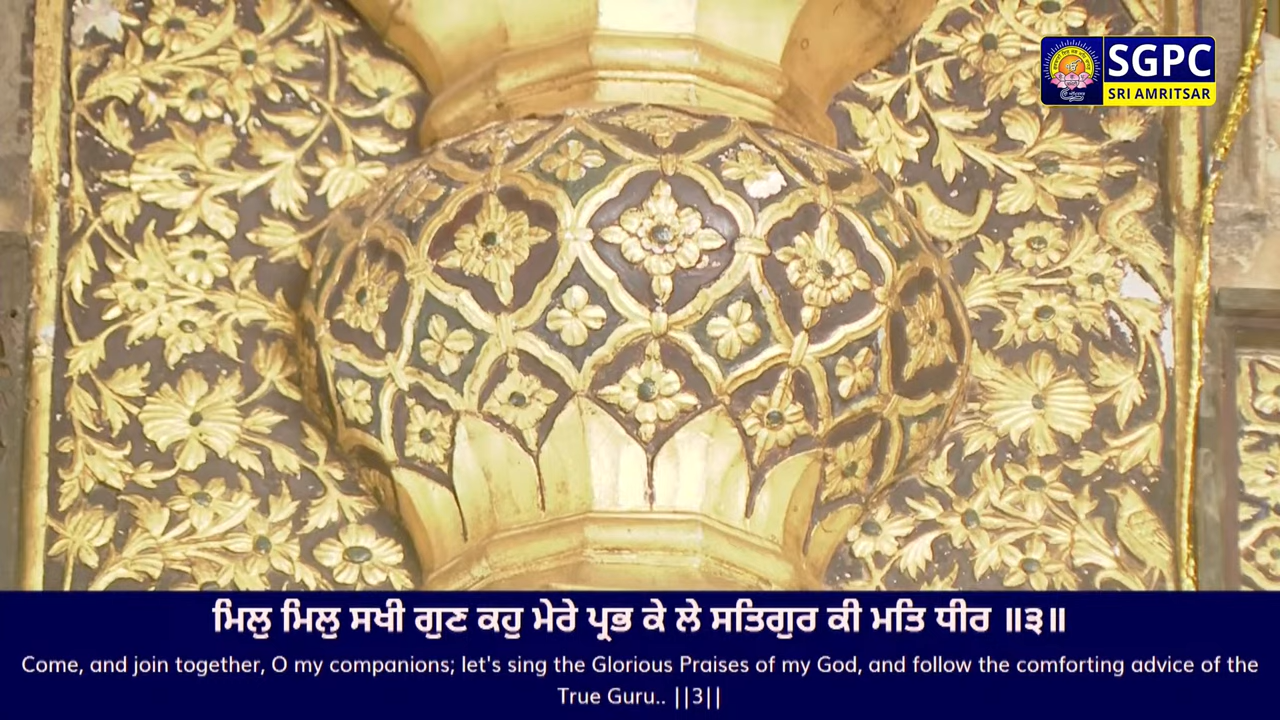 SGPC
SRI AMRITSAR
ਮਿਲੁ ਮਿਲੁ ਸਖੀ ਗੁਣ ਕਹੁ ਮੇਰੇ ਪ੍ਰਭ ਕੇ ਲੇ ਸਤਿਗੁਰ ਕੀ ਮਤਿ ਧੀਰ ॥੩॥
Come, and join together, O my companions; let's sing the Glorious Praises of my God, and follow the comforting advice of the
True Guru.. ||3||